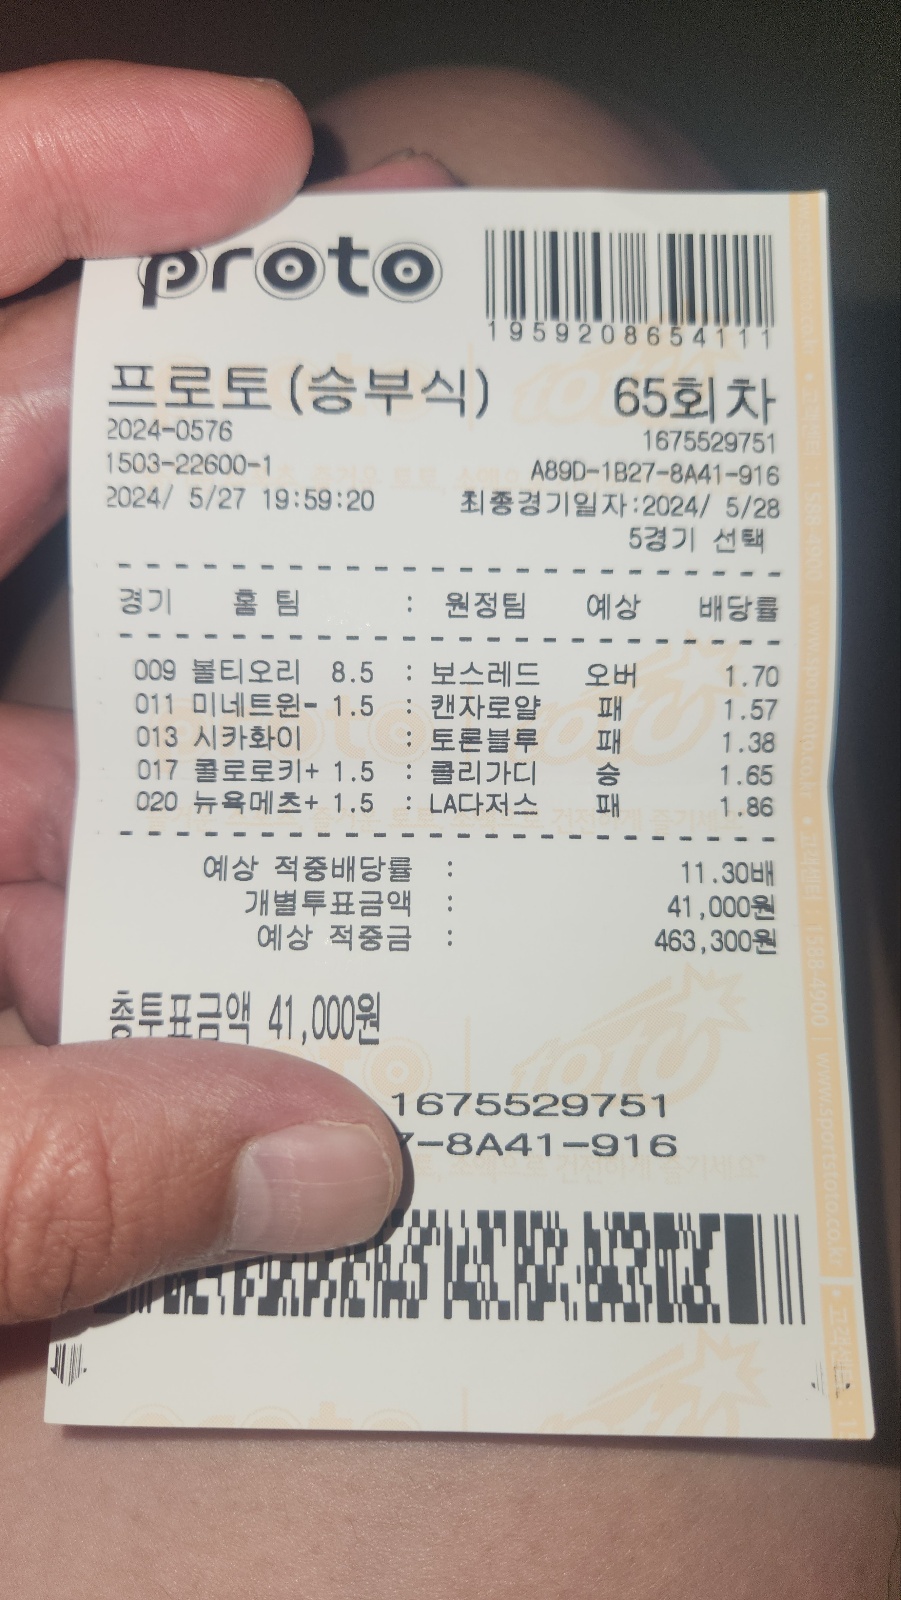 proto
1959208654111
프로토(승부식) 65회차
2024-0576 1675529751
1503-22600-1 A89D-1B27-8A41-916
2024/ 5/27 19:59:20 최종경기일자:2024/ 5/28
5경기 선택
경기 홈 팀 : 원정팀 예상 배당률
009 볼티오리 8.5 : 보스레드 오버 1.70
011 미네트윈- 1.5 : 캔자로얄 패 1.57
013 시카화이 : 토론블루 패 1.38
017 콜로로키+ 1.5 : 클리가디 승 1.65
020 뉴욕메츠+ 1.5 : LA다저스 패 1.86
예상 적중배당률 : 11.30배
개별투표금액 : 41,000원
예상 적중금 : 463,300원
총투표금액 41,000원
1675529751
7-8A41-916